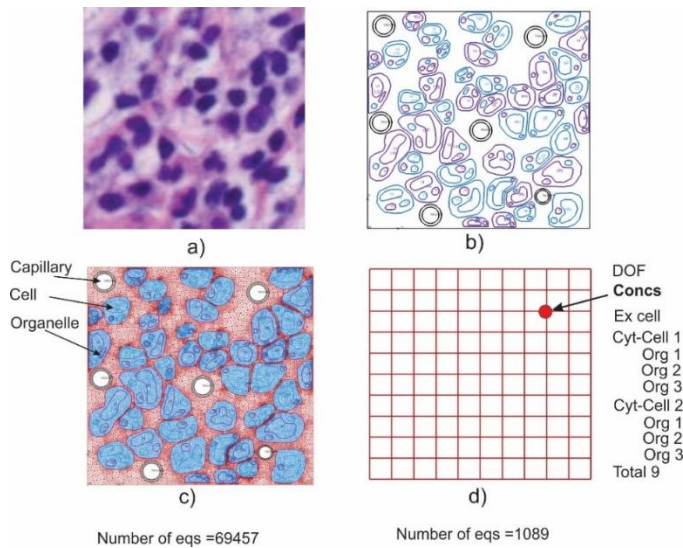 a)
b)
Capillary
Cell
Organelle
c)
DOF
Concs
Ex cell
Cyt-Cell 1
Org 1
Org 2
Org 3
Cyt-Cell 2
Org 1
Org 2
Org 3
Total 9
d)
Number of eqs =69457
Number of eqs =1089